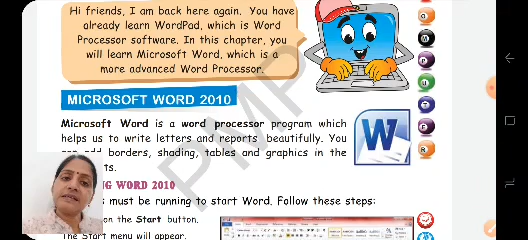 Hi friends, I am back here again. You have
already learn WordPad, which is Word
Processor software. In this chapter, you
will learn Microsoft Word, which is a
more advanced Word Processor.
MICROSOFT WORD 2010
Microsoft Word is a word processor program which
helps us to write letters and reports beautifully. You
borders, shading, tables and graphics in the
WORD 2010
must be running to start Word. Follow these steps:
on the Start button.
The Start menu will appear.
PMP
W